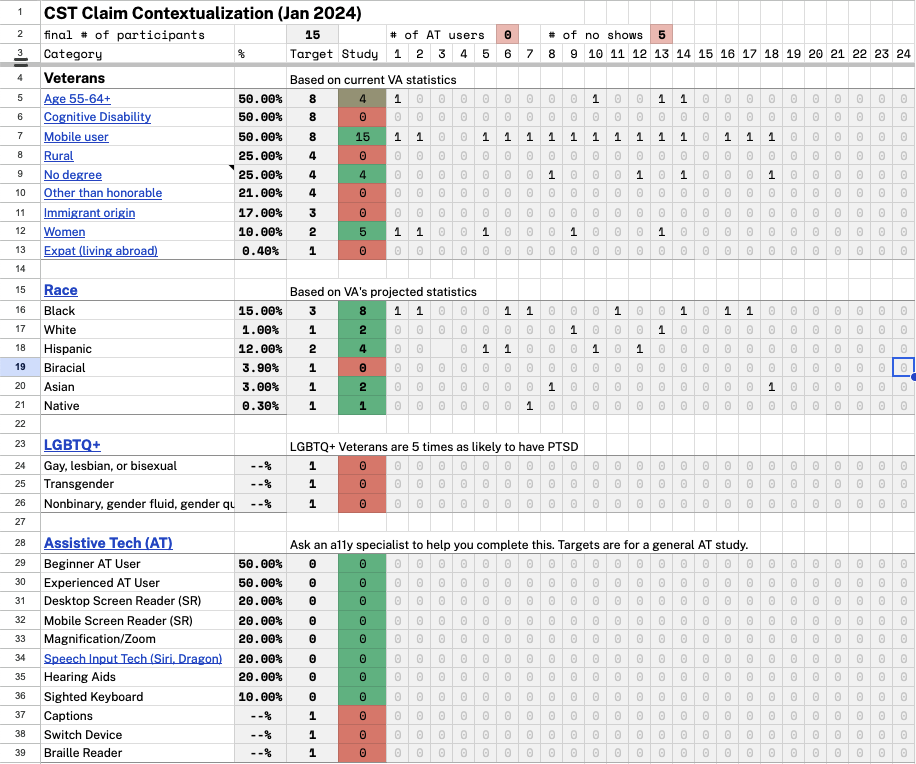 1 CST Claim Contextualization (Jan 2024)
2 final # of participants 15 # of AT users 0 # of no shows 5
3 Category % Target Study 1 2 3 4 5 6 7 8 9 10 11 12 13 14 15 16 17 18 19 20 21 22 23 24
4 Veterans Based on current VA statistics
5 Age 55-64+ 50.00% 8 4 1 0 0 0 0 0 0 0 0 1 0 0 1 1 0 0 0 0 0 0 0 0 0 0
6 Cognitive Disability 50.00% 8 0 0 0 0 0 0 0 0 0 0 0 0 0 0 0 0 0 0 0 0 0 0 0 0 0
7 Mobile user 50.00% 8 15 1 1 0 0 1 1 1 1 1 1 1 1 1 1 0 1 1 1 0 0 0 0 0 0
8 Rural 25.00% 4 0 0 0 0 0 0 0 0 0 0 0 0 0 0 0 0 0 0 0 0 0 0 0 0 0
9 No degree 25.00% 4 4 0 0 0 0 0 0 0 1 0 0 0 1 0 1 0 0 0 1 0 0 0 0 0 0
10 Other than honorable 21.00% 4 0 0 0 0 0 0 0 0 0 0 0 0 0 0 0 0 0 0 0 0 0 0 0 0 0
11 Immigrant origin 17.00% 3 0 0 0 0 0 0 0 0 0 0 0 0 0 0 0 0 0 0 0 0 0 0 0 0 0
12 Women 10.00% 2 5 1 1 0 0 1 0 0 0 1 0 0 0 1 0 0 0 0 0 0 0 0 0 0 0
13 Expat (living abroad) 0.40% 1 0 0 0 0 0 0 0 0 0 0 0 0 0 0 0 0 0 0 0 0 0 0 0 0 0
14
15 Race Based on VA's projected statistics
16 Black 15.00% 3 8 1 1 0 0 0 1 1 0 0 0 1 0 0 1 0 1 1 0 0 0 0 0 0 0
17 White 1.00% 1 2 0 0 0 0 0 0 0 0 1 0 0 0 1 0 0 0 0 0 0 0 0 0 0 0
18 Hispanic 12.00% 2 4 0 0 0 1 1 0 0 0 1 0 1 0 0 0 0 0 0 0 0 0 0 0
19 Biracial 3.90% 1 0 0 0 0 0 0 0 0 0 0 0 0 0 0 0 0 0 0 0 0 0 0 0 0 0
20 Asian 3.00% 1 2 0 0 0 0 0 0 0 1 0 0 0 0 0 0 0 0 0 1 0 0 0 0 0 0
21 Native 0.30% 1 1 0 0 0 0 0 0 1 0 0 0 0 0 0 0 0 0 0 0 0 0 0 0 0 0
22
23 LGBTQ+ LGBTQ+ Veterans are 5 times as likely to have PTSD
24 Gay, lesbian, or bisexual --% 1 0 0 0 0 0 0 0 0 0 0 0 0 0 0 0 0 0 0 0 0 0 0 0 0 0
25 Transgender --% 1 0 0 0 0 0 0 0 0 0 0 0 0 0 0 0 0 0 0 0 0 0 0 0 0 0
26 Nonbinary, gender fluid, gender qu --% 1 0 0 0 0 0 0 0 0 0 0 0 0 0 0 0 0 0 0 0 0 0 0 0 0 0
27
28 Assistive Tech (AT) Ask an a11y specialist to help you complete this. Targets are for a general AT study.
29 Beginner AT User 50.00% 0 0 0 0 0 0 0 0 0 0 0 0 0 0 0 0 0 0 0 0 0 0 0 0 0 0
30 Experienced AT User 50.00% 0 0 0 0 0 0 0 0 0 0 0 0 0 0 0 0 0 0 0 0 0 0 0 0 0 0
31 Desktop Screen Reader (SR) 20.00% 0 0 0 0 0 0 0 0 0 0 0 0 0 0 0 0 0 0 0 0 0 0 0 0 0 0
32 Mobile Screen Reader (SR) 20.00% 0 0 0 0 0 0 0 0 0 0 0 0 0 0 0 0 0 0 0 0 0 0 0 0 0 0
33 Magnification/Zoom 20.00% 0 0 0 0 0 0 0 0 0 0 0 0 0 0 0 0 0 0 0 0 0 0 0 0 0 0
34 Speech Input Tech (Siri, Dragon) 20.00% 0 0 0 0 0 0 0 0 0 0 0 0 0 0 0 0 0 0 0 0 0 0 0 0 0 0
35 Hearing Aids 20.00% 0 0 0 0 0 0 0 0 0 0 0 0 0 0 0 0 0 0 0 0 0 0 0 0 0 0
36 Sighted Keyboard 10.00% 0 0 0 0 0 0 0 0 0 0 0 0 0 0 0 0 0 0 0 0 0 0 0 0 0 0
37 Captions --% 1 0 0 0 0 0 0 0 0 0 0 0 0 0 0 0 0 0 0 0 0 0 0 0 0 0
38 Switch Device --% 1 0 0 0 0 0 0 0 0 0 0 0 0 0 0 0 0 0 0 0 0 0 0 0 0 0
39 Braille Reader --% 1 0 0 0 0 0 0 0 0 0 0 0 0 0 0 0 0 0 0 0 0 0 0 0 0 0